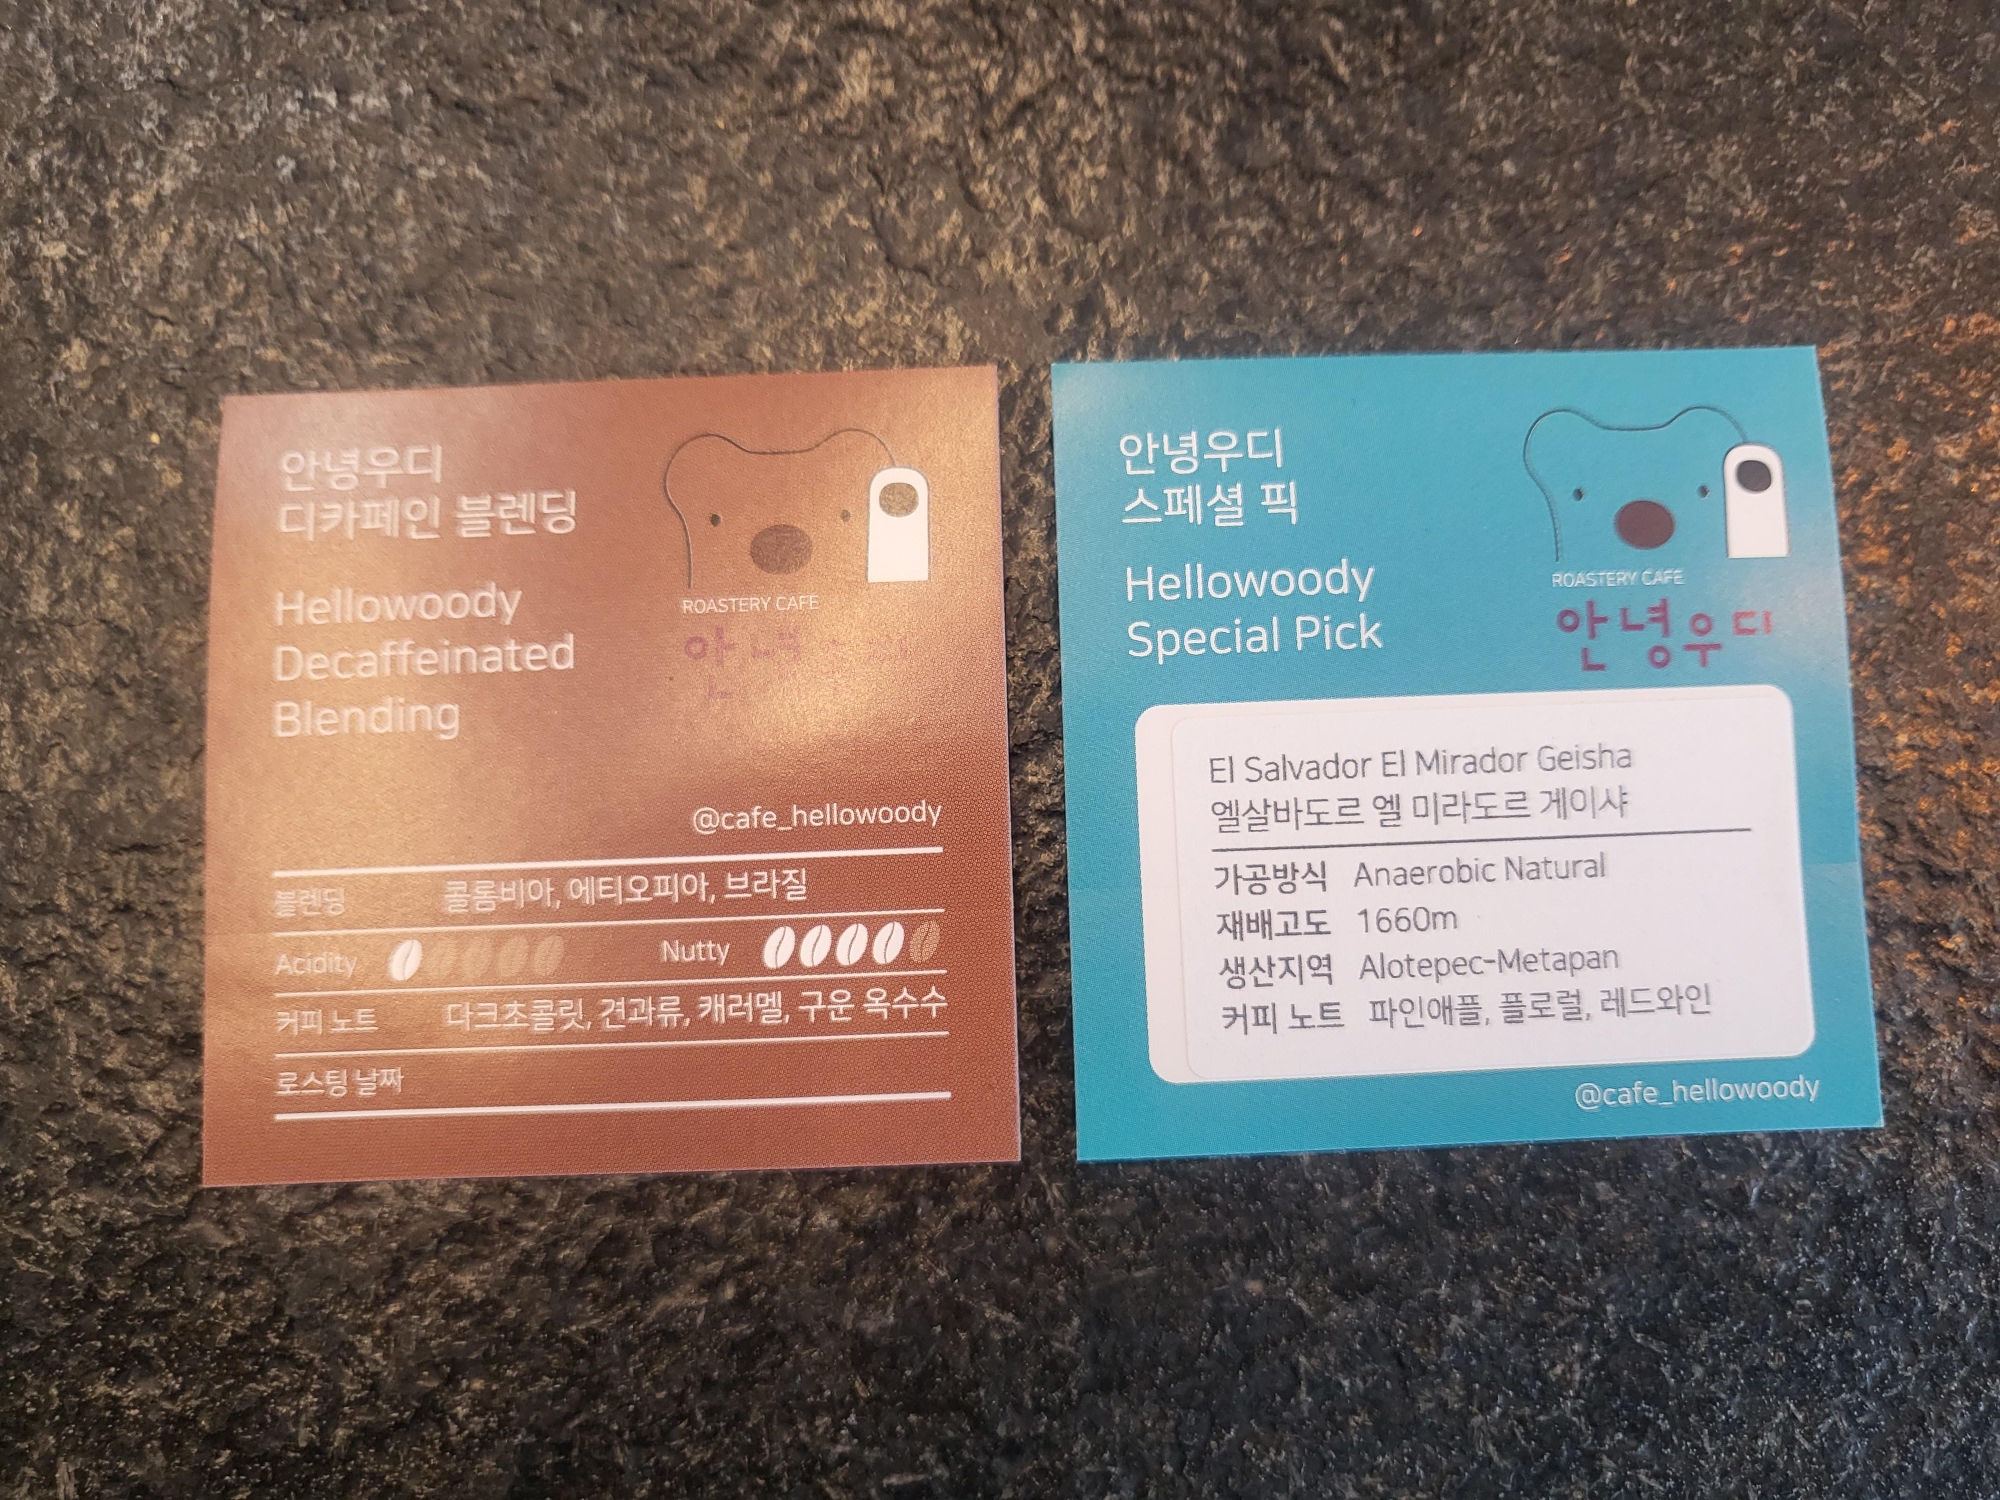 안녕우디
디카페인 블렌딩
Hellowoody
Decaffeinated
Blending
ROASTERY CAFE
안녕우디
@cafe_hellowoody
블렌딩 콜롬비아, 에티오피아, 브라질
Acidity Nutty
커피 노트 다크초콜릿, 견과류, 캐러멜, 구운 옥수수
로스팅 날짜
안녕우디
스페셜 픽
Hellowoody
Special Pick
ROASTERY CAFE
안녕우디
El Salvador El Mirador Geisha
엘살바도르 엘 미라도르 게이샤
가공방식 Anaerobic Natural
재배고도 1660m
생산지역 Alotepec-Metapan
커피 노트 파인애플, 플로럴, 레드와인
@cafe_hellowoody